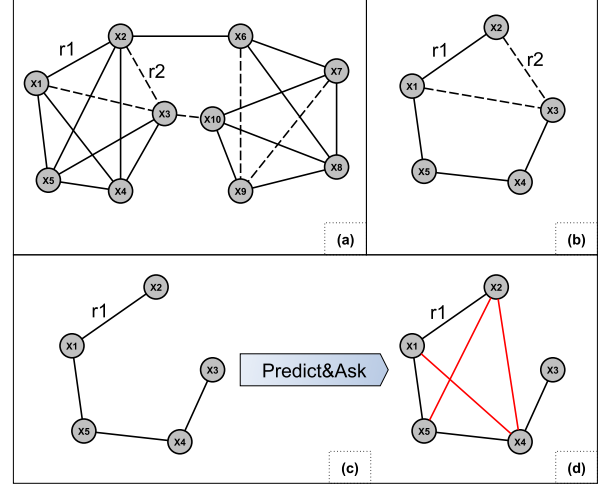 X2
X6
r1
r2
X7
X1
X3
X10
X8
X5
X4
X9
(a)
X2
r1
r2
X1
X3
X5
X4
(b)
X2
r1
X1
X3
X5
X4
(c)
Predict&Ask
X2
r1
X1
X3
X5
X4
(d)